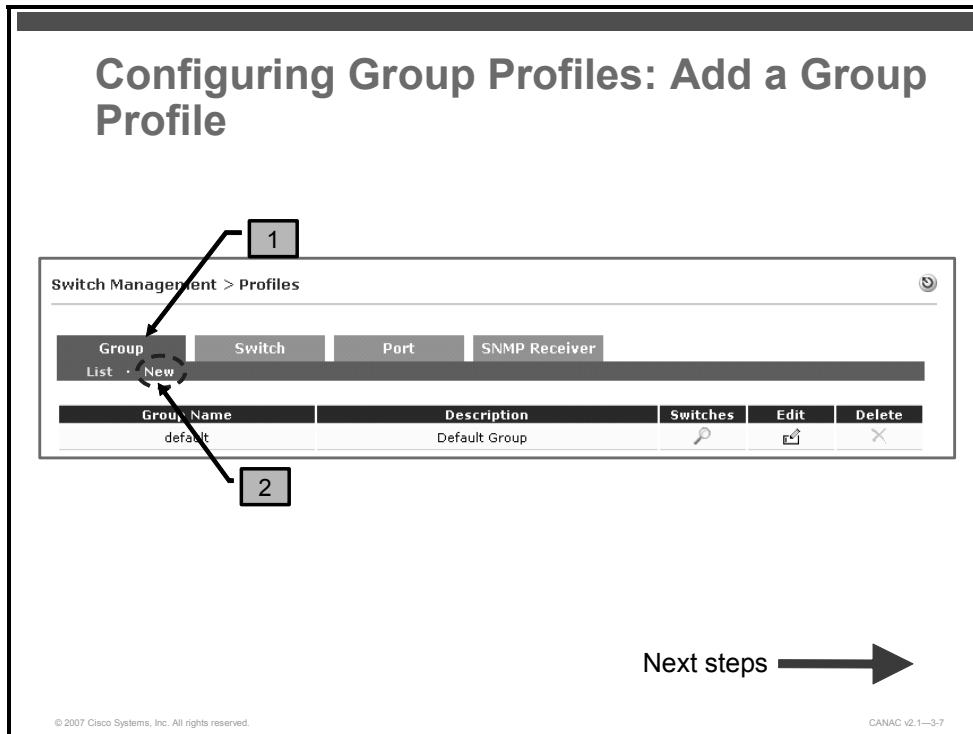 Configuring Group Profiles: Add a Group
Profile
1
Switch Management > Profiles
Group Switch Port SNMP Receiver
List · New
Group Name Description Switches Edit Delete
default Default Group
2
Next steps
© 2007 Cisco Systems, Inc. All rights reserved. CANAC v2.1—3-7